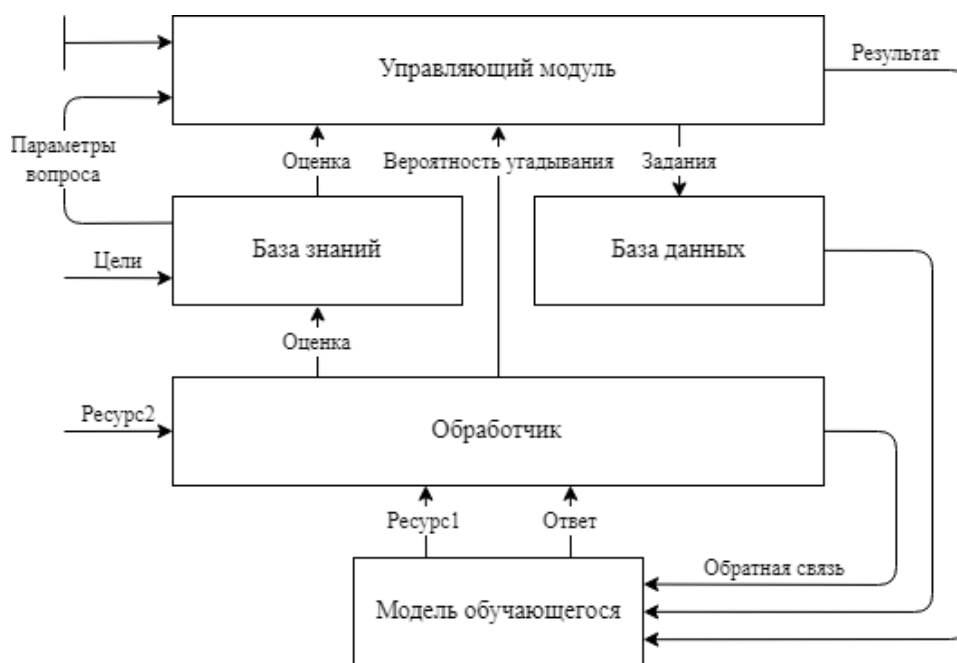 Управляющий модуль
Результат
Параметры
вопроса
Оценка
Вероятность угадывания
Задания
База знаний
База данных
Цели
Оценка
Ресурс2
Обработчик
Ресурс1
Ответ
Обратная связь
Модель обучающегося